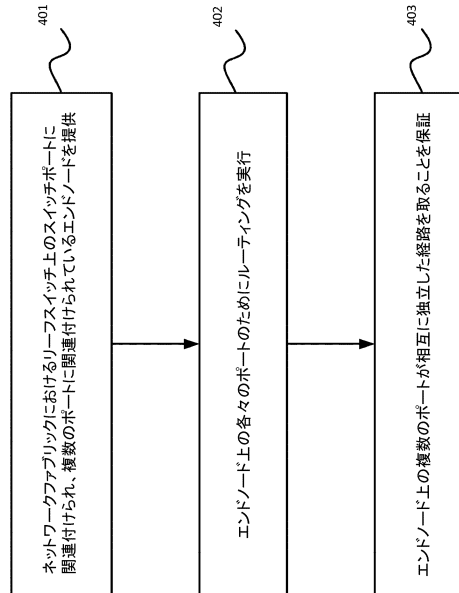 401
ネットワークファブリックにおけるリーフスイッチ上のスイッチポートに
関連付けられ、複数のポートに関連付けられているエンドノードを提供
402
エンドノード上の各々のポートのためにルーティングを実行
403
エンドノード上の複数のポートが相互に独立した経路を取ることを保証